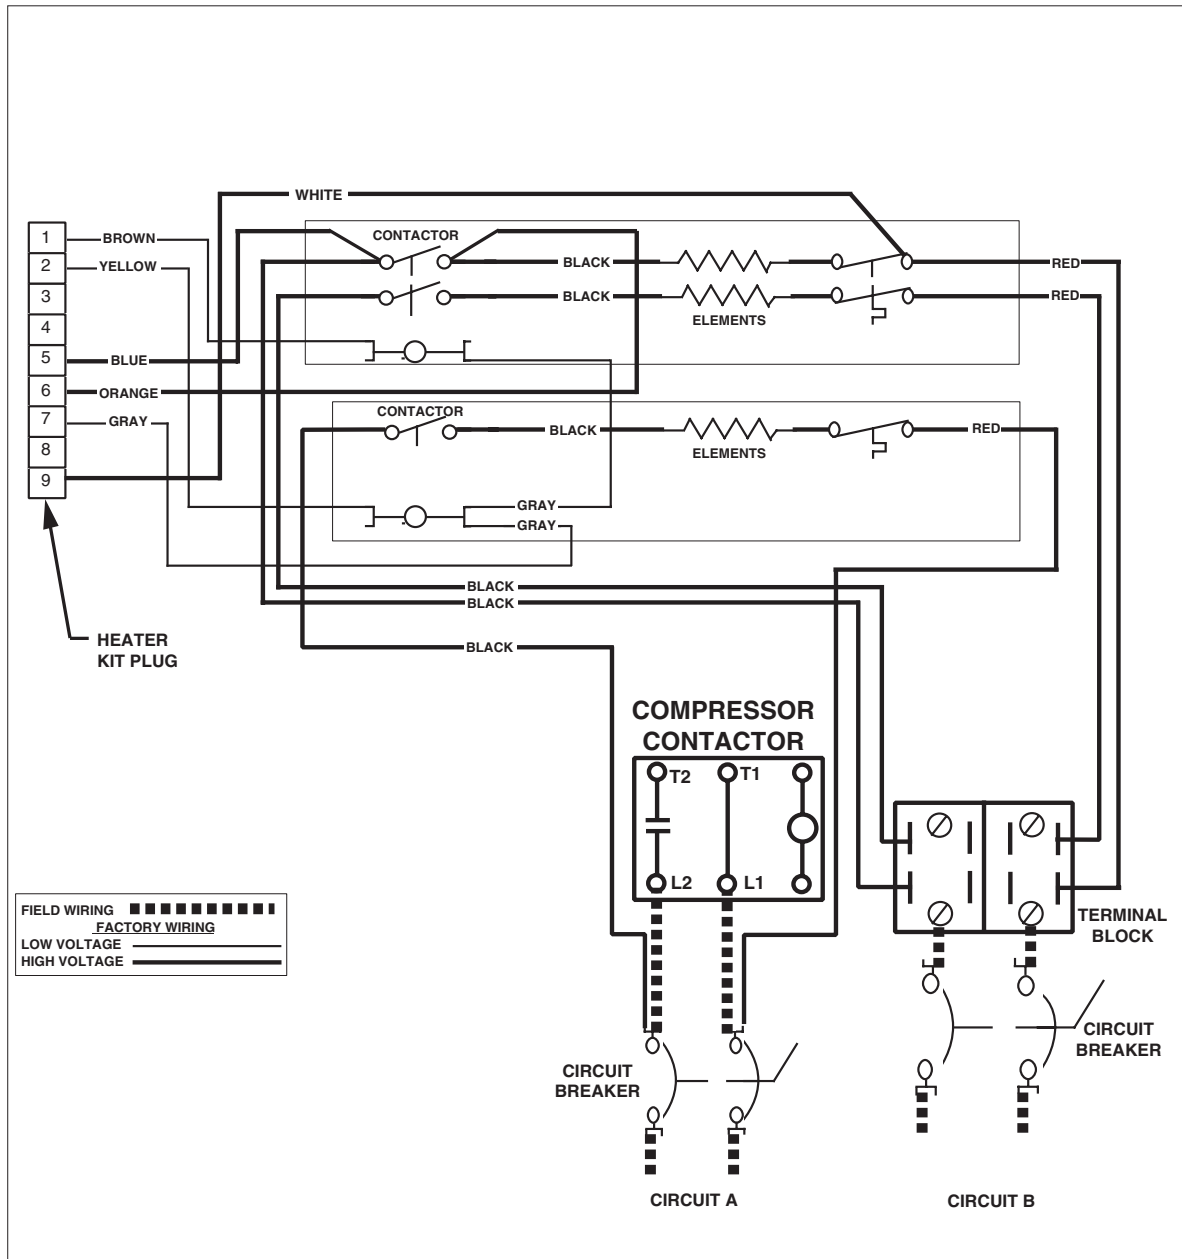 WHITE
1
BROWN
CONTACTOR
2
YELLOW
BLACK
RED
3
BLACK
RED
ELEMENTS
4
5
BLUE
6
ORANGE
7
GRAY
CONTACTOR
BLACK
RED
ELEMENTS
8
9
GRAY
GRAY
BLACK
BLACK
BLACK
HEATER
KIT PLUG
COMPRESSOR
CONTACTOR
T2
T1
L2
L1
FIELD WIRING
FACTORY WIRING
LOW VOLTAGE
HIGH VOLTAGE
TERMINAL
BLOCK
CIRCUIT
BREAKER
CIRCUIT
BREAKER
CIRCUIT A
CIRCUIT B